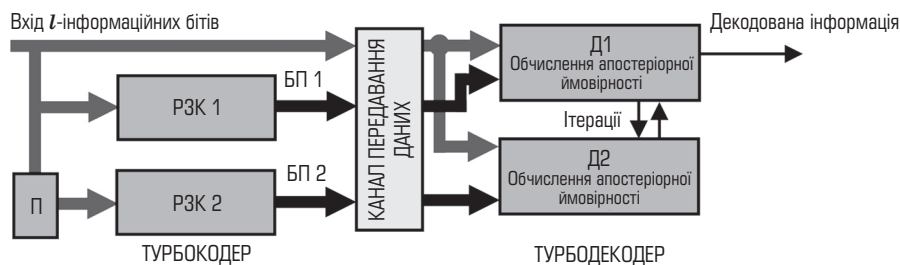 Вхід l-інформаційних бітів
Декодована інформація
РЗК 1
БП 1
П
РЗК 2
БП 2
КАНАЛ ПЕРЕДАВАННЯ
ДАНИХ
Д1
Обчислення апостеріорної
ймовірності
Ітерації
Д2
Обчислення апостеріорної
ймовірності
ТУРБОКОДЕР
ТУРБОДЕКОДЕР